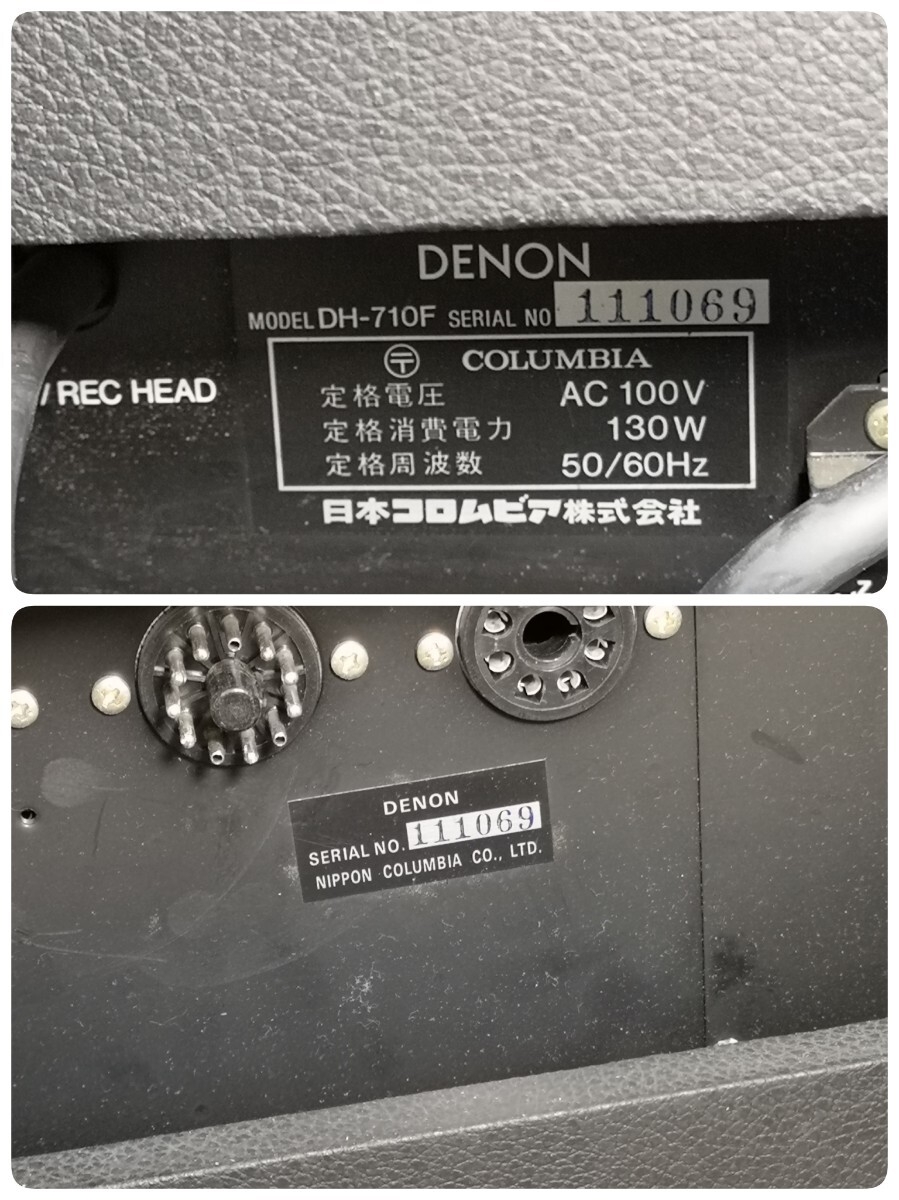 DENON
MODEL DH-710F SERIAL NO 111069
/ REC HEAD
〒 COLUMBIA
定格電圧 AC 100V
定格消費電力 130W
定格周波数 50/60Hz
日本コロムビア株式会社
DENON
SERIAL NO. 111069
NIPPON COLUMBIA CO., LTD.